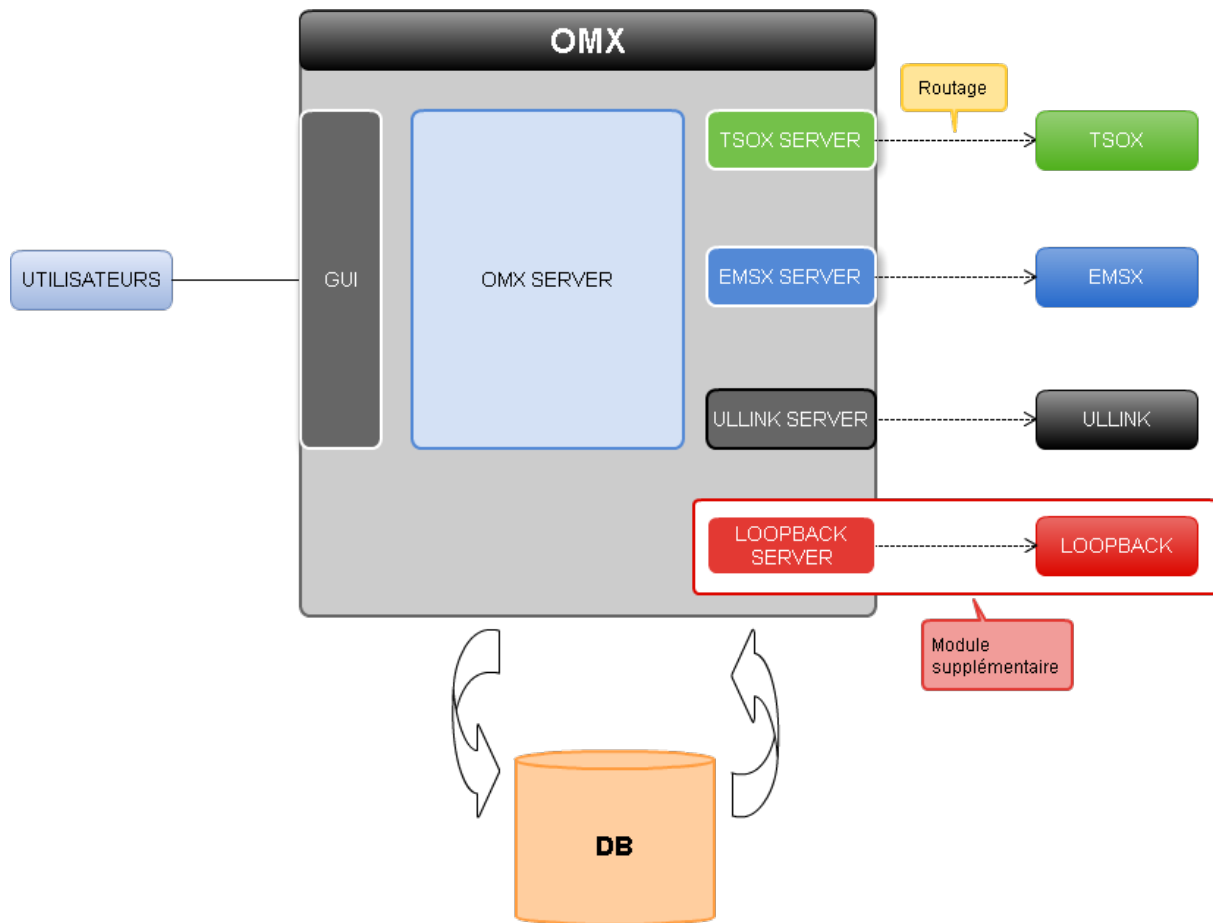 OMX
Routage
TSOX SERVER
TSOX
UTILISATEURS
GUI
OMX SERVER
EMSX SERVER
EMSX
ULLINK SERVER
ULLINK
LOOPBACK
SERVER
LOOPBACK
Module
supplémentaire
DB